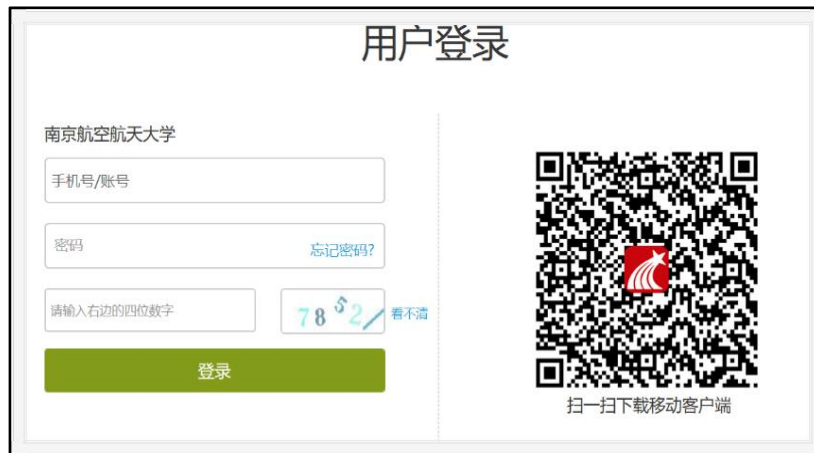 用户登录
南京航空航天大学
手机号/账号
密码
忘记密码?
请输入右边的四位数字
7852
看不清
登录
扫一扫下载移动客户端